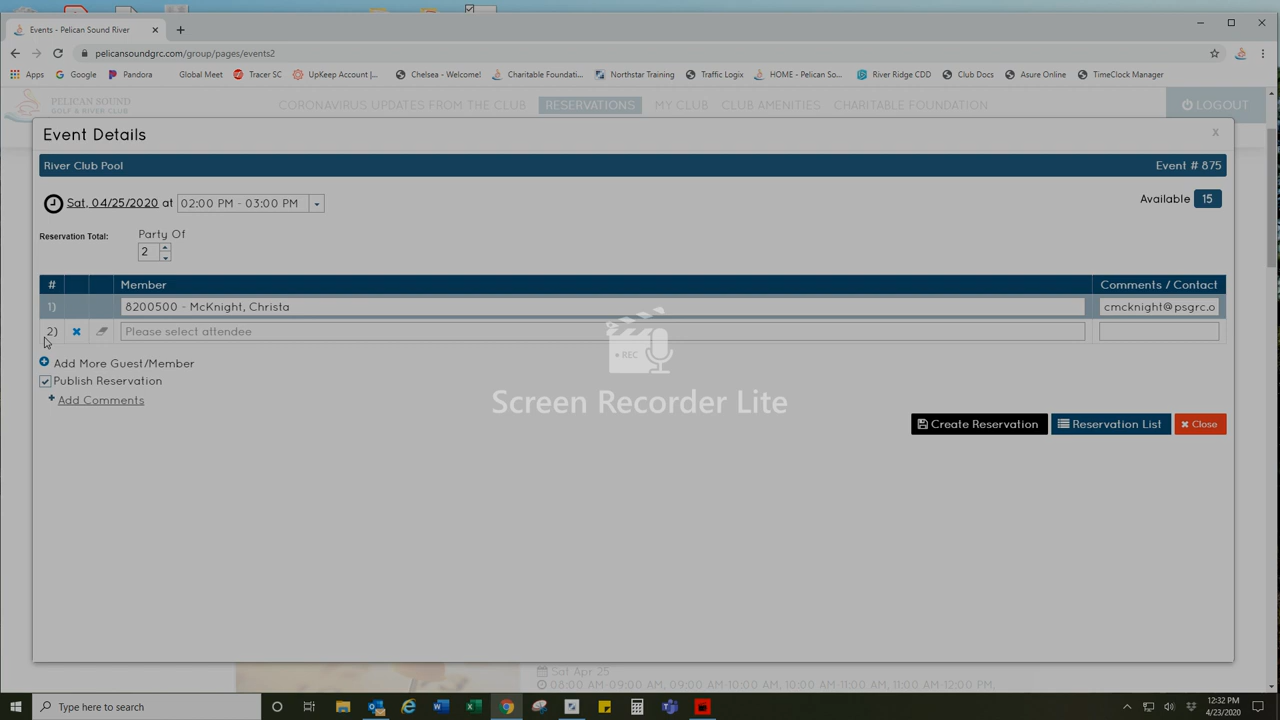 Events - Pelican Sound River
pelicansoundgrc.com/group/pages/events2
Apps Google Pandora Global Meet Tracer SC UpKeep Account |... Chelsea - Welcome! Charitable Foundati... Northstar Training Traffic Logix HOME - Pelican So... River Ridge CDD Club Docs Asure Online TimeClock Manager
PELICAN SOUND
GOLF & RIVER CLUB
CORONAVIRUS UPDATES FROM THE CLUB RESERVATIONS MY CLUB CLUB AMENITIES CHARITABLE FOUNDATION LOGOUT
Event Details x
River Club Pool Event # 875
Sat, 04/25/2020 at 02:00 PM - 03:00 PM Available 15
Reservation Total: Party Of
2
# Member Comments / Contact
1) 8200500 - McKnight, Christa cmcknight@psgrc.o
2) Please select attendee
Add More Guest/Member
Publish Reservation
Add Comments
• REC
Screen Recorder Lite
Create Reservation Reservation List Close
Sat Apr 25
08:00 AM-09:00 AM, 09:00 AM-10:00 AM, 10:00 AM-11:00 AM, 11:00 AM-12:00 PM,
Type here to search
12:32 PM
4/23/2020